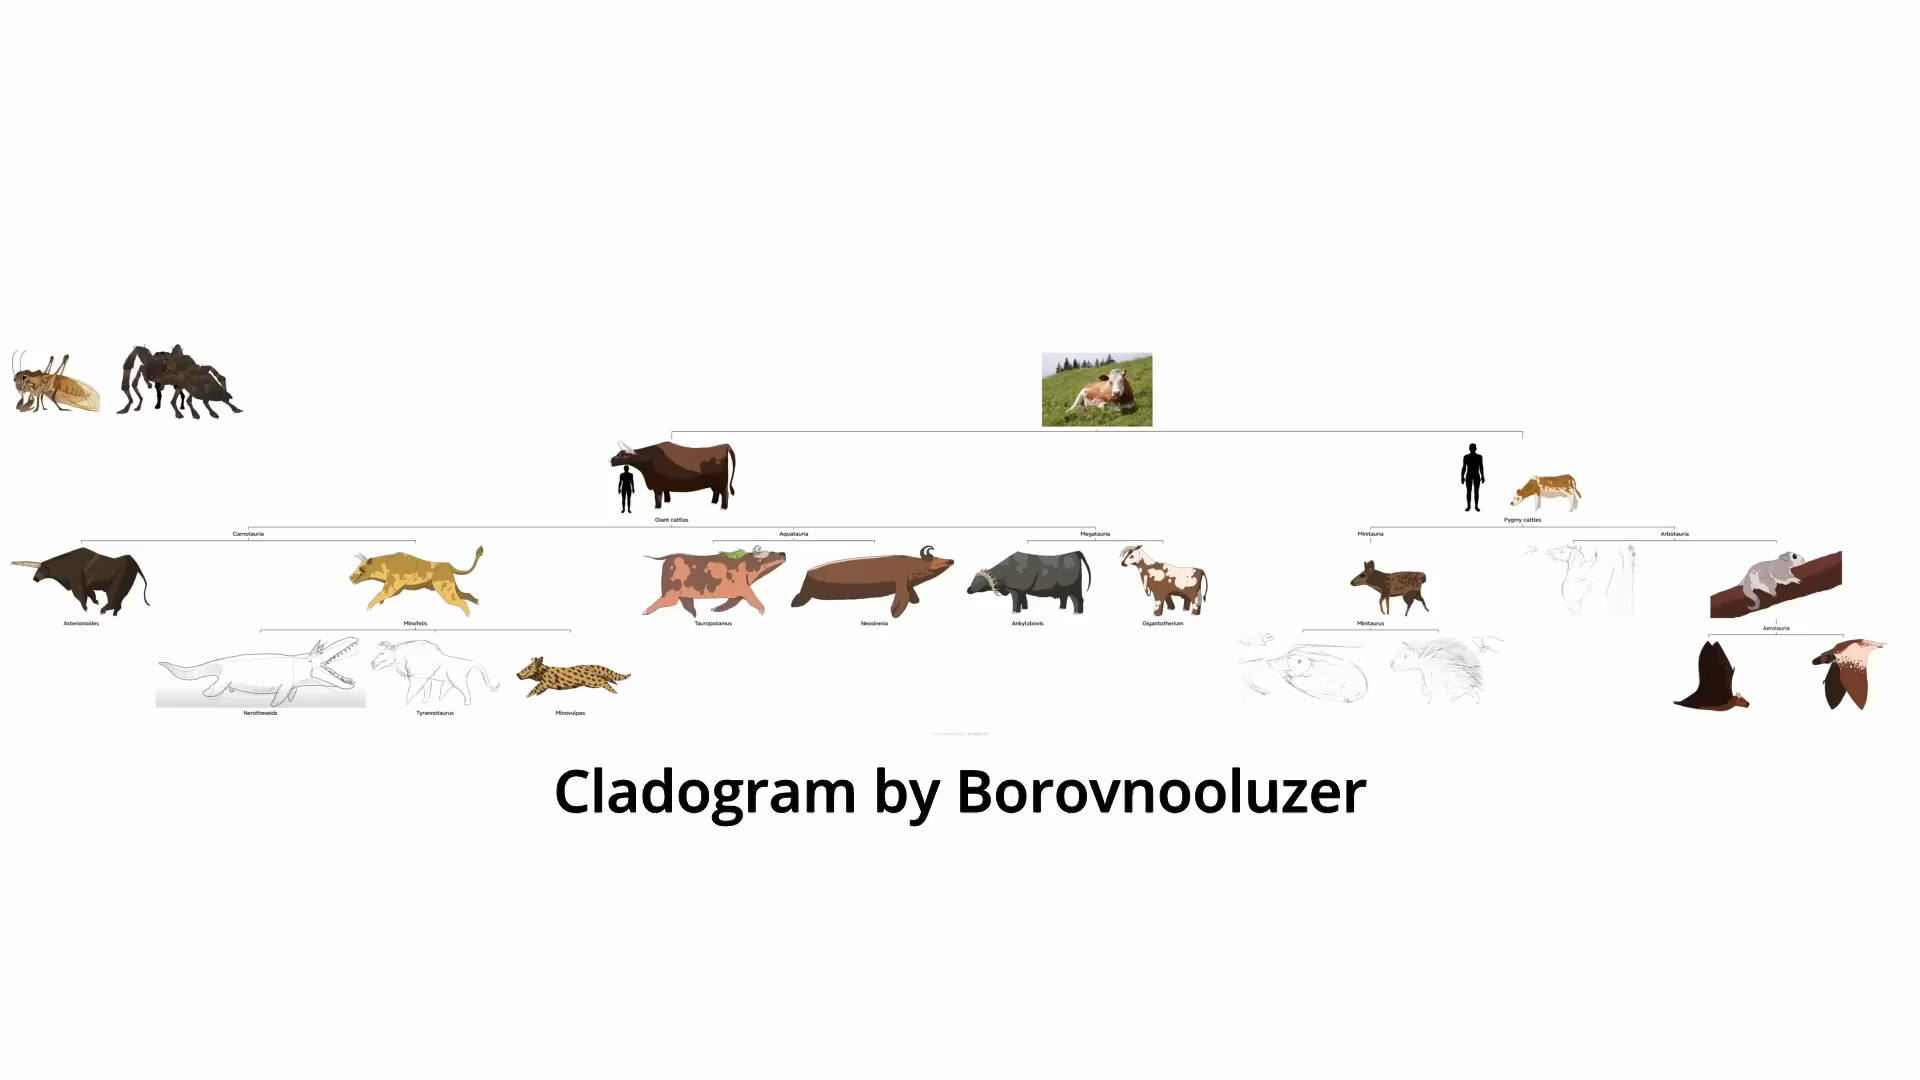 Giant cattles
Pygmy cattles
Carnotauria
Aquatauria
Megatauria
Minitauria
Arbotauria
Asterionoides
Minofelis
Tauropotamus
Neosirenia
Ankylobovis
Gigantotherium
Minitaurus
Aerotauria
Nerotheseids
Tyrannotaurus
Minovulpes
Cladogram by Borovnooluzer